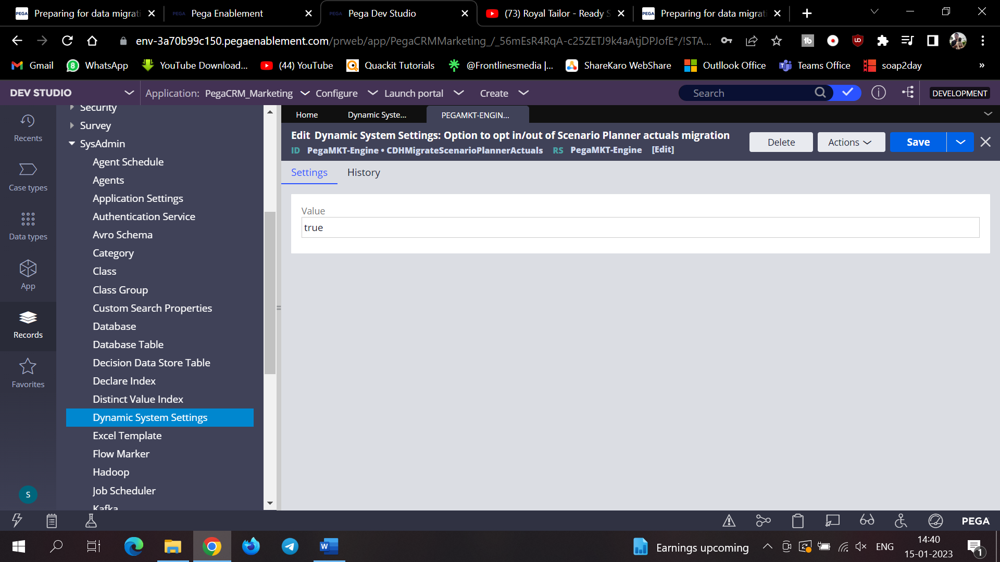 PEGA Preparing for data migrati
PEGA Pega Enablement
PEGA Pega Dev Studio
(73) Royal Tailor - Ready S
PEGA Preparing for data migrati
env-3a70b99c150.pegaenablement.com/prweb/app/PegaCRMMarketing_/_56mEsR4RqA-c25ZETJ9k4aAtjDPJofE*/!STA...
Gmail
8 WhatsApp
YouTube Download...
(44) YouTube
Quackit Tutorials
@Frontlinesmedia |...
ShareKaro WebShare
Outllook Office
Teams Office
soap2day
»
DEV STUDIO
Application: PegaCRM_Marketing
Configure
Launch portal
Create
Search
DEVELOPMENT
Recents
Case types
Data types
App
Records
Favorites
S
Security
Survey
SysAdmin
Agent Schedule
Agents
Application Settings
Authentication Service
Avro Schema
Category
Class
Class Group
Custom Search Properties
Database
Database Table
Decision Data Store Table
Declare Index
Distinct Value Index
Dynamic System Settings
Excel Template
Flow Marker
Hadoop
Job Scheduler
Kafka
Home
Dynamic Syste...
PEGAMKT-ENGIN...
Edit Dynamic System Settings: Option to opt in/out of Scenario Planner actuals migration
ID PegaMKT-Engine • CDHMigrateScenarioPlannerActuals RS PegaMKT-Engine [Edit]
Delete
Actions
Save
Settings
History
Value
true
PEGA
Earnings upcoming
ENG
14:40
15-01-2023
1